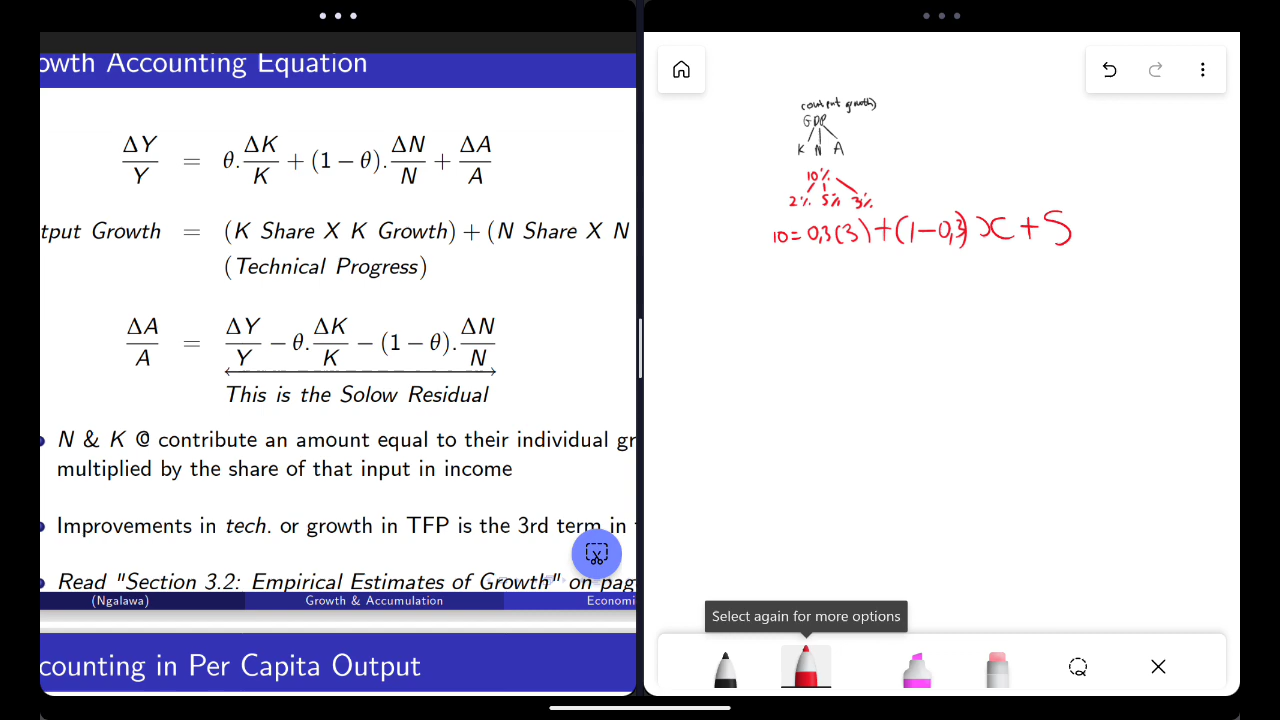 owth Accounting Equation
ΔY/Y = θ.ΔK/K + (1 − θ).ΔN/N + ΔA/A
tput Growth = (K Share X K Growth) + (N Share X N
(Technical Progress)
ΔA/A = ΔY/Y − θ.ΔK/K − (1 − θ).ΔN/N
This is the Solow Residual
N & K @ contribute an amount equal to their individual gr
multiplied by the share of that input in income
Improvements in tech. or growth in TFP is the 3rd term in
Read "Section 3.2: Empirical Estimates of Growth" on pag
(Ngalawa) Growth & Accumulation Economi
counting in Per Capita Output
(output growth)
GDP
K N A
10%
2% 5% 3%
10 = 0,3(3) + (1−0,3) x + 5
Select again for more options